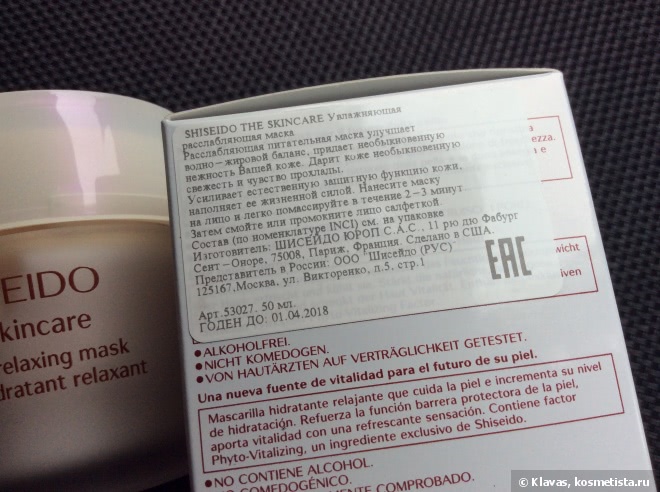 SHISEIDO THE SKINCARE Увлажняющая
расслабляющая маска
Расслабляющая питательная маска улучшает
водно-жировой баланс, придает необыкновенную
нежность Вашей коже. Дарит коже необыкновенную
свежесть и чувство прохлады.
Усиливает естественную защитную функцию кожи,
наполняет ее жизненной силой. Нанесите маску
на лицо и легко помассируйте в течение 2-3 минут
Затем смойте или промокните лицо салфеткой.
Состав (по номенклатуре INCI) см. на упаковке
Изготовитель: ШИСЕЙДО ЮРОП С.А.С., 11 рю дю Фабург
Сент-Оноре, 75008, Париж, Франция. Сделано в США.
Представитель в России: ООО "Шисейдо (РУС)"
125167,Москва, ул. Викторенко, д.5, стр.1
EAC
Арт.53027. 50 мл.
ГОДЕН ДО: 01.04.2018
ezza.
a e
wicht
iven
• ALKOHOLFREI.
• NICHT KOMEDOGEN.
• VON HAUTÄRZTEN AUF VERTRÄGLICHKEIT GETESTET.
Una nueva fuente de vitalidad para el futuro de su piel.
Mascarilla hidratante relajante que cuida la piel e incrementa su nivel
de hidratación. Refuerza la función barrera protectora de la piel,
aporta vitalidad con una refrescante sensación. Contiene factor
Phyto-Vitalizing, un ingrediente exclusivo de Shiseido.
• NO CONTIENE ALCOHOL.
NO COMEDOGÉNICO.
COMPROBADO.
EIDO
kincare
relaxing mask
dratant relaxant
© Klavas, kosmetista.ru